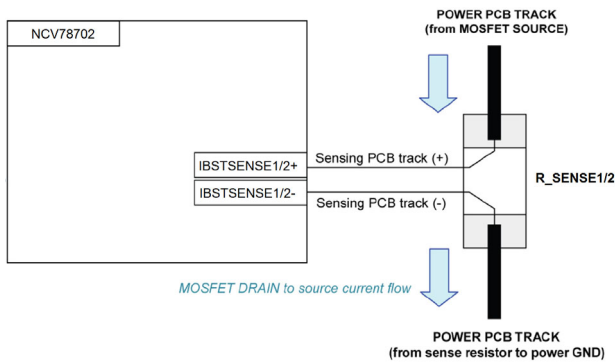 POWER PCB TRACK
(from MOSFET SOURCE)
NCV78702
IBSTSENSE1/2+
Sensing PCB track (+)
IBSTSENSE1/2-
Sensing PCB track (-)
R_SENSE1/2
MOSFET DRAIN to source current flow
POWER PCB TRACK
(from sense resistor to power GND)